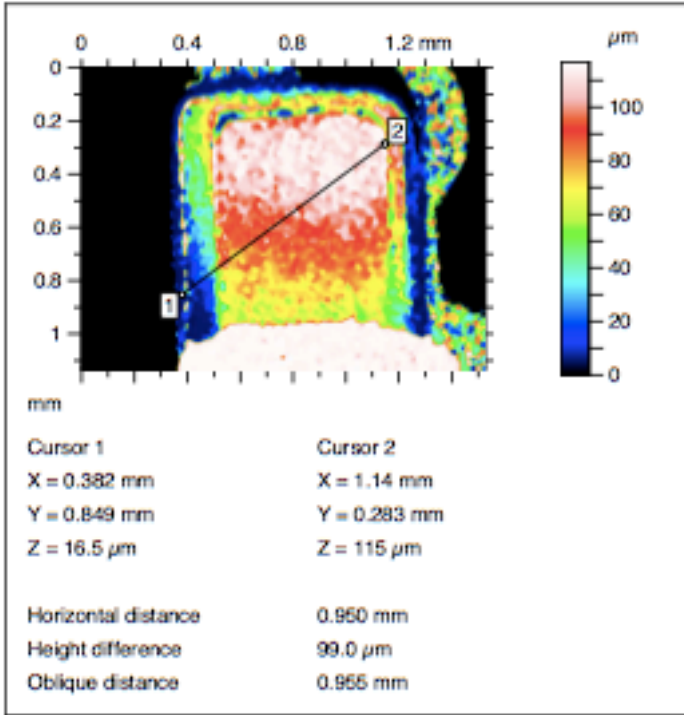 0 0.4 0.8 1.2 mm µm
0
0.2
0.4
0.6
0.8
1
2
1
100
80
60
40
20
0
mm
Cursor 1 Cursor 2
X = 0.382 mm X = 1.14 mm
Y = 0.849 mm Y = 0.283 mm
Z = 16.5 µm Z = 115 µm
Horizontal distance 0.950 mm
Height difference 99.0 µm
Oblique distance 0.955 mm